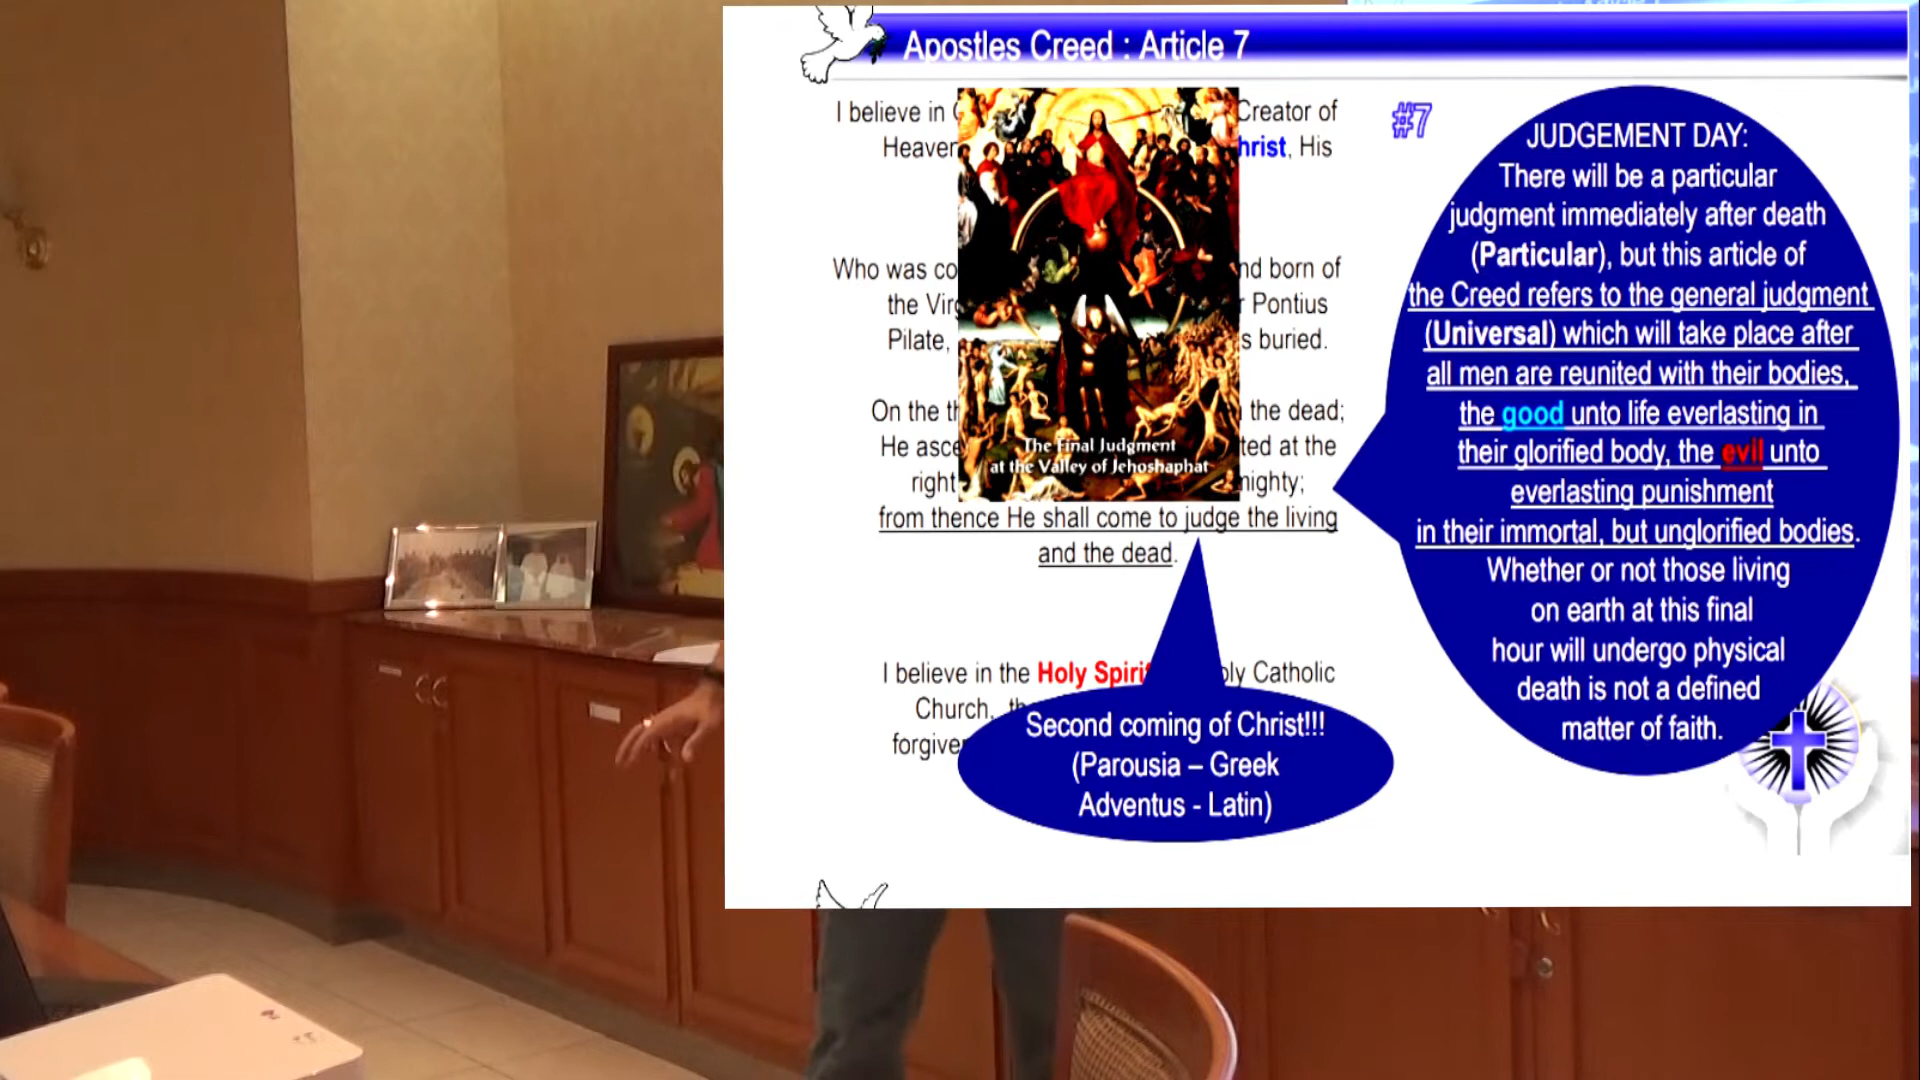 Apostles Creed : Article 7
I believe in
Creator of
Heaven
hrist, His
Who was co
nd born of
the Virg
r Pontius
Pilate,
s buried.
On the th
the dead;
He asce
ted at the
right
mighty;
from thence He shall come to judge the living
and the dead.
I believe in the Holy Spirit
oly Catholic
Church, th
forgive
The Final Judgment
at the Valley of Jehoshaphat
Second coming of Christ!!!
(Parousia – Greek
Adventus - Latin)
#7
JUDGEMENT DAY:
There will be a particular
judgment immediately after death
(Particular), but this article of
the Creed refers to the general judgment
(Universal) which will take place after
all men are reunited with their bodies,
the good unto life everlasting in
their glorified body, the evil unto
everlasting punishment
in their immortal, but unglorified bodies.
Whether or not those living
on earth at this final
hour will undergo physical
death is not a defined
matter of faith.